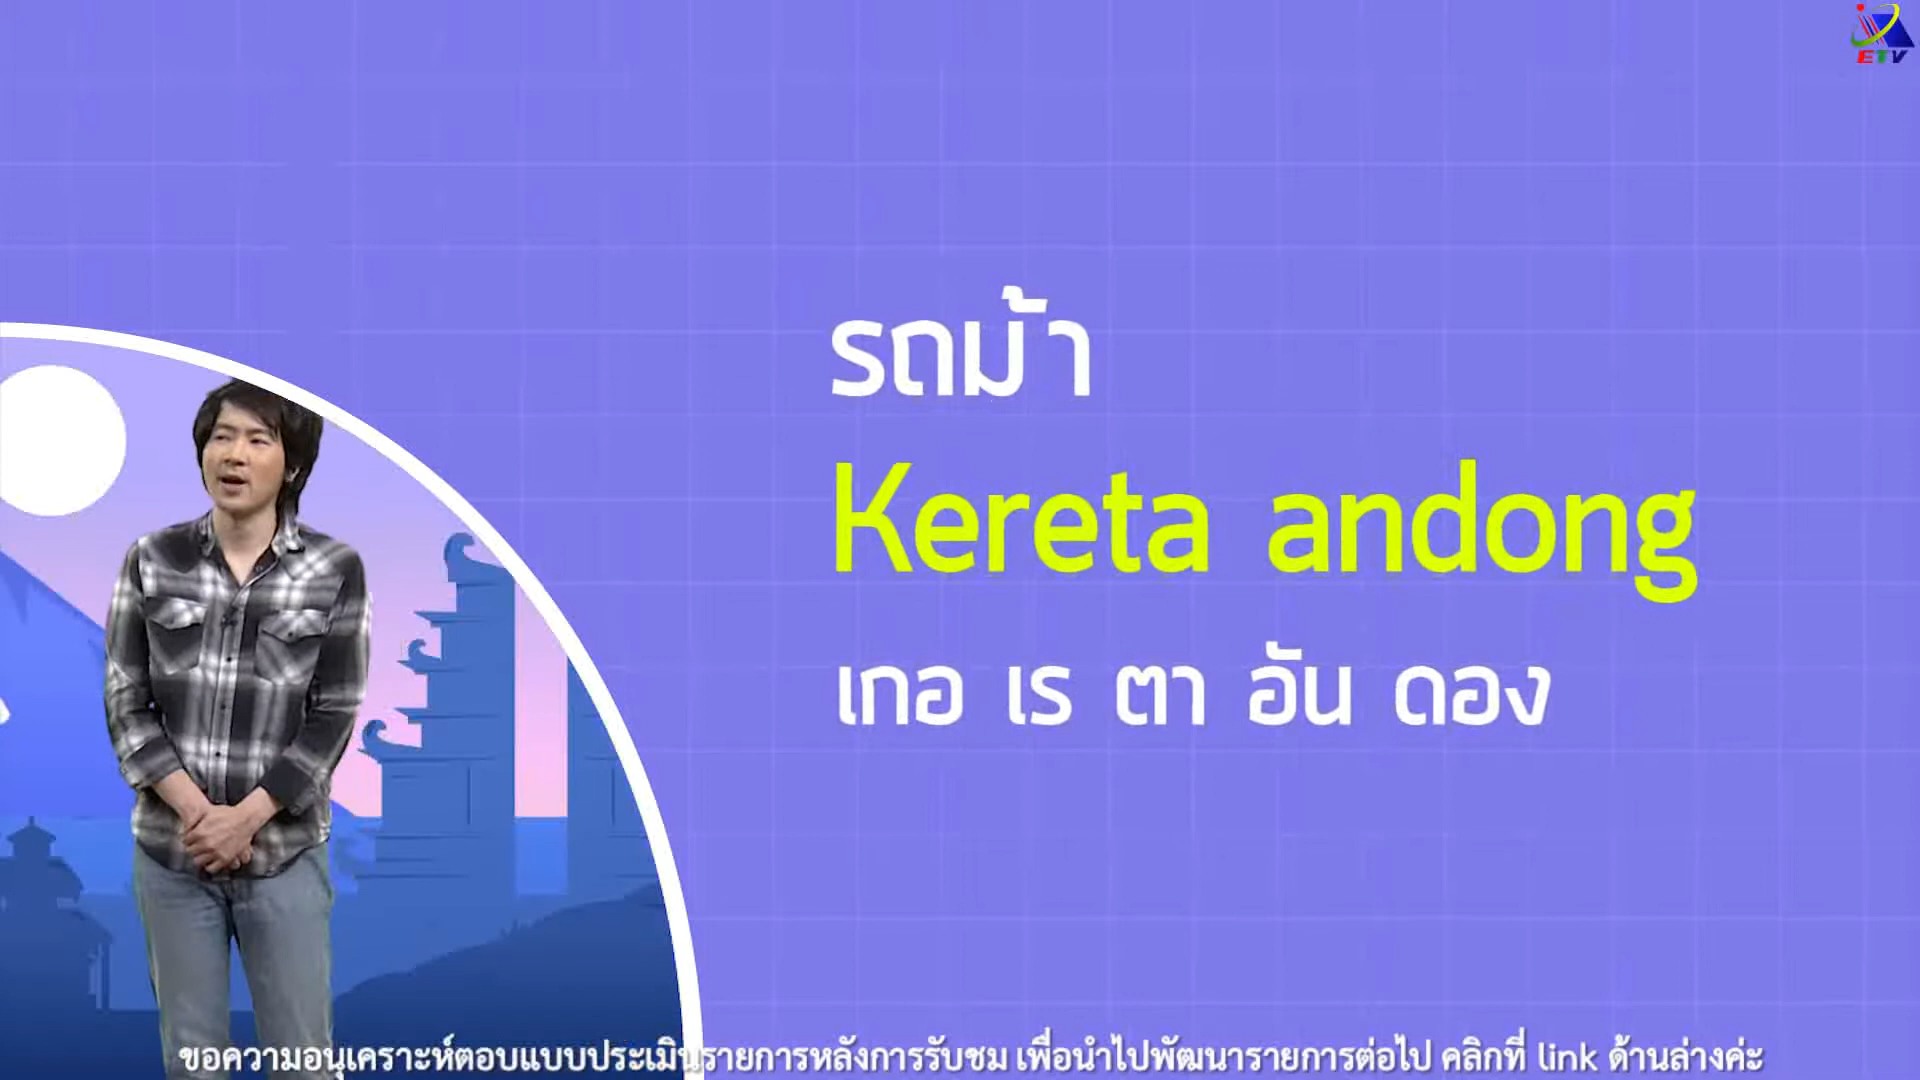 ETV
รถม้า
Kereta andong
เกอ เร ตา อัน ดอง
ขอความอนุเคราะห์ตอบแบบประเมินรายการหลังการรับชม เพื่อนำไปพัฒนารายการต่อไป คลิกที่ link ด้านล่างค่ะ